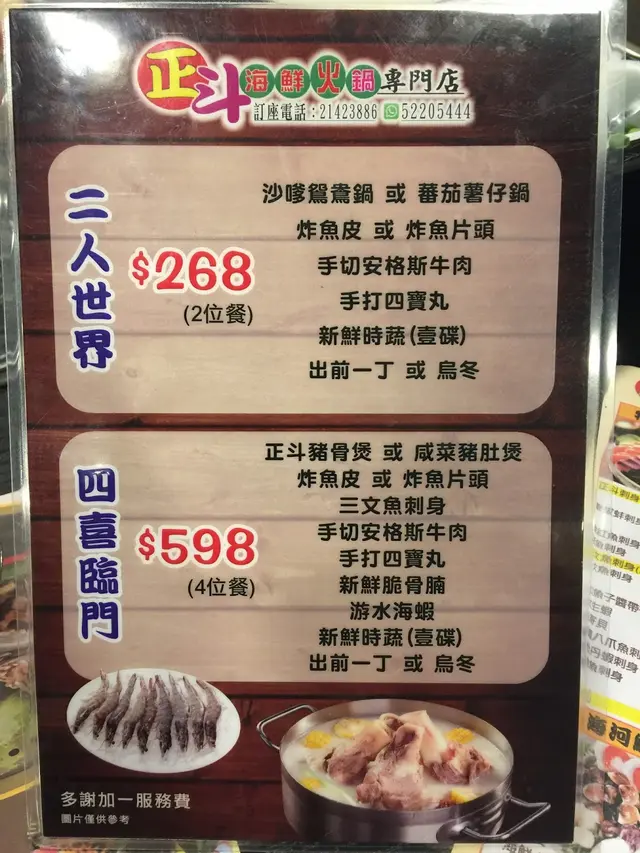 正斗海鮮火鍋專門店
訂座電話：21423886 52205444
二人世界
$268
(2位餐)
沙嗲鴛鴦鍋 或 蕃茄薯仔鍋
炸魚皮 或 炸魚片頭
手切安格斯牛肉
手打四寶丸
新鮮時蔬(壹碟)
出前一丁 或 烏冬
四喜臨門
$598
(4位餐)
正斗豬骨煲 或 咸菜豬肚煲
炸魚皮 或 炸魚片頭
三文魚刺身
手切安格斯牛肉
手打四寶丸
新鮮脆骨腩
游水海蝦
新鮮時蔬(壹碟)
出前一丁 或 烏冬
多謝加一服務費
圖片僅供參考
正斗刺身